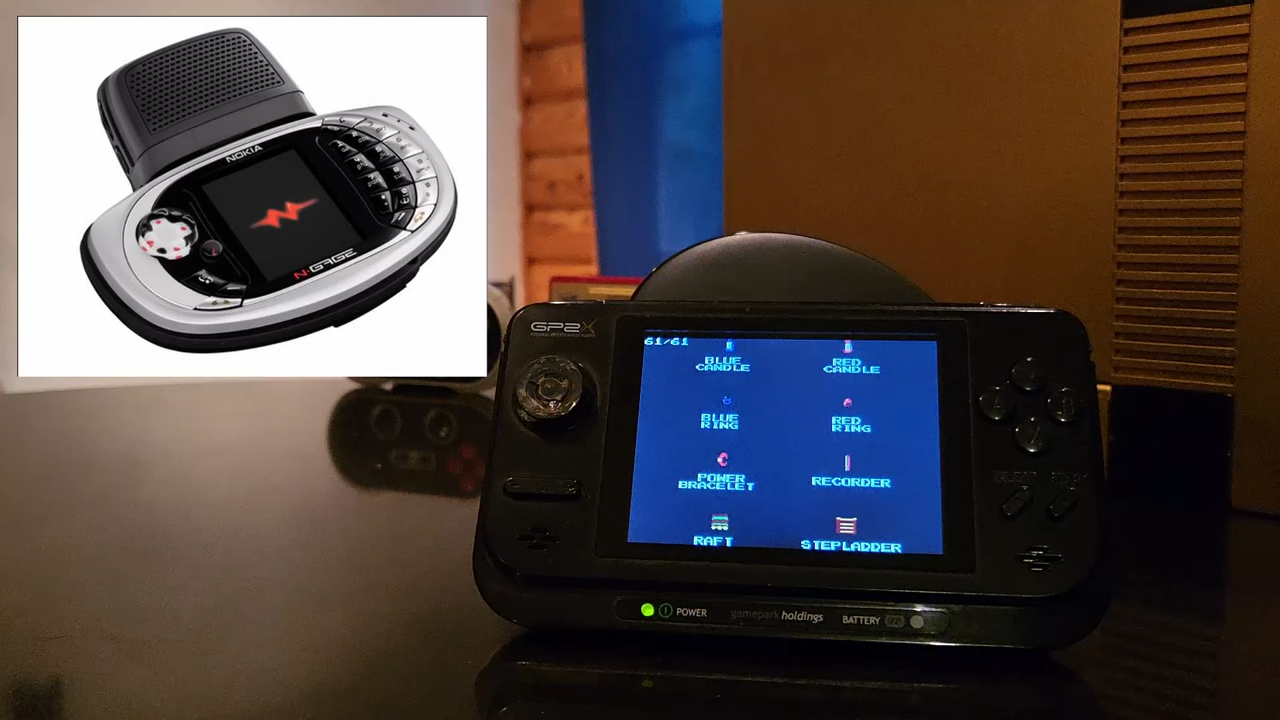 NOKIA
N-GAGE
GP2X
61/61
BLUE
CANDLE
RED
CANDLE
BLUE
RING
RED
RING
POWER
BRACELET
RECORDER
RAFT
STEPLADDER
POWER
gamepark holdings
BATTERY
A
B